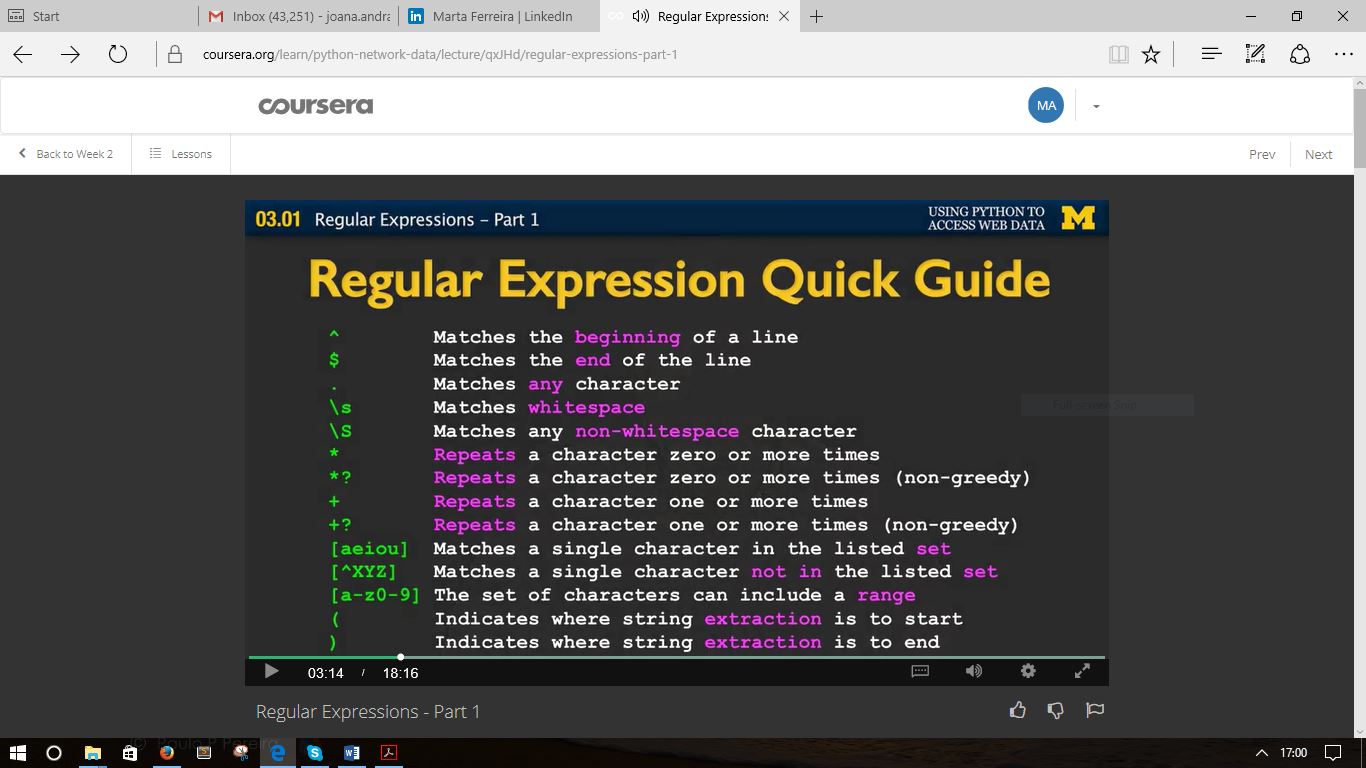 Start
Inbox (43,251) - joana.andra
Marta Ferreira | LinkedIn
Regular Expressions
coursera.org/learn/python-network-data/lecture/qxJHd/regular-expressions-part-1
coursera
MA
Back to Week 2
Lessons
Prev
Next
03.01 Regular Expressions – Part 1
USING PYTHON TO
ACCESS WEB DATA
M
Regular Expression Quick Guide
^ Matches the beginning of a line
$ Matches the end of the line
. Matches any character
\s Matches whitespace
\S Matches any non-whitespace character
* Repeats a character zero or more times
*? Repeats a character zero or more times (non-greedy)
+ Repeats a character one or more times
+? Repeats a character one or more times (non-greedy)
[aeiou] Matches a single character in the listed set
[^XYZ] Matches a single character not in the listed set
[a-z0-9] The set of characters can include a range
( Indicates where string extraction is to start
) Indicates where string extraction is to end
Full-screen Snip
03:14 / 18:16
Regular Expressions - Part 1
© Paulo P Pereira
17:00